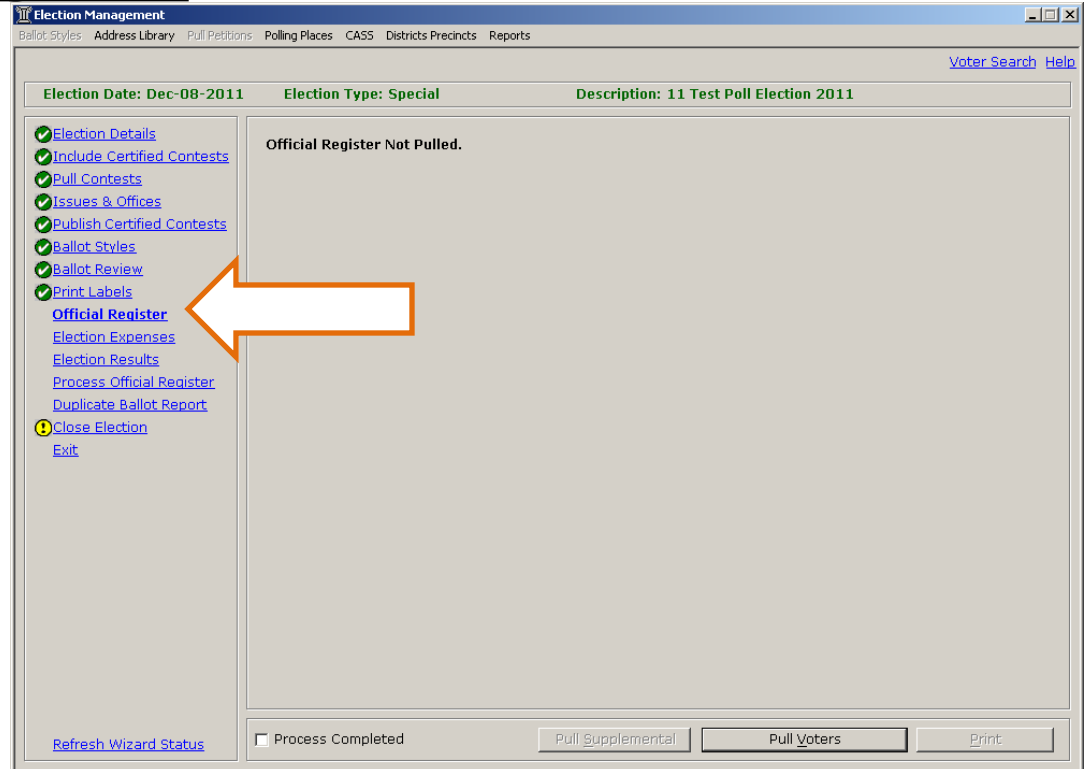 Election Management
Ballot Styles Address Library Pull Petitions Polling Places CASS Districts Precincts Reports
Voter Search Help
Election Date: Dec-08-2011 Election Type: Special Description: 11 Test Poll Election 2011
Election Details
Include Certified Contests
Pull Contests
Issues & Offices
Publish Certified Contests
Ballot Styles
Ballot Review
Print Labels
Official Register
Election Expenses
Election Results
Process Official Register
Duplicate Ballot Report
Close Election
Exit
Refresh Wizard Status
Official Register Not Pulled.
Process Completed Pull Supplemental Pull Voters Print